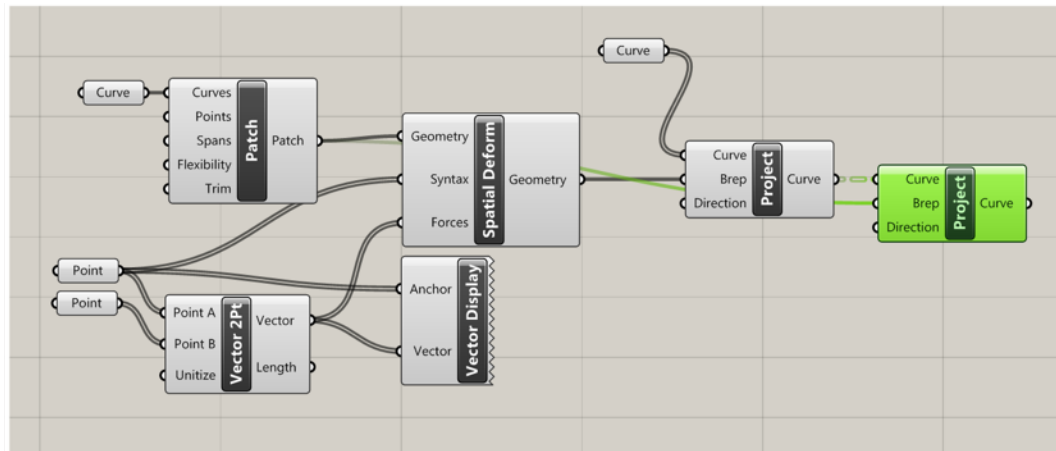 Curve
Curve
Curves
Points
Spans
Flexibility
Trim
Patch
Patch
Geometry
Syntax
Forces
Spatial Deform
Geometry
Curve
Brep
Direction
Project
Curve
Curve
Brep
Direction
Project
Curve
Point
Point
Point A
Point B
Unitize
Vector 2Pt
Vector
Length
Anchor
Vector
Vector Display